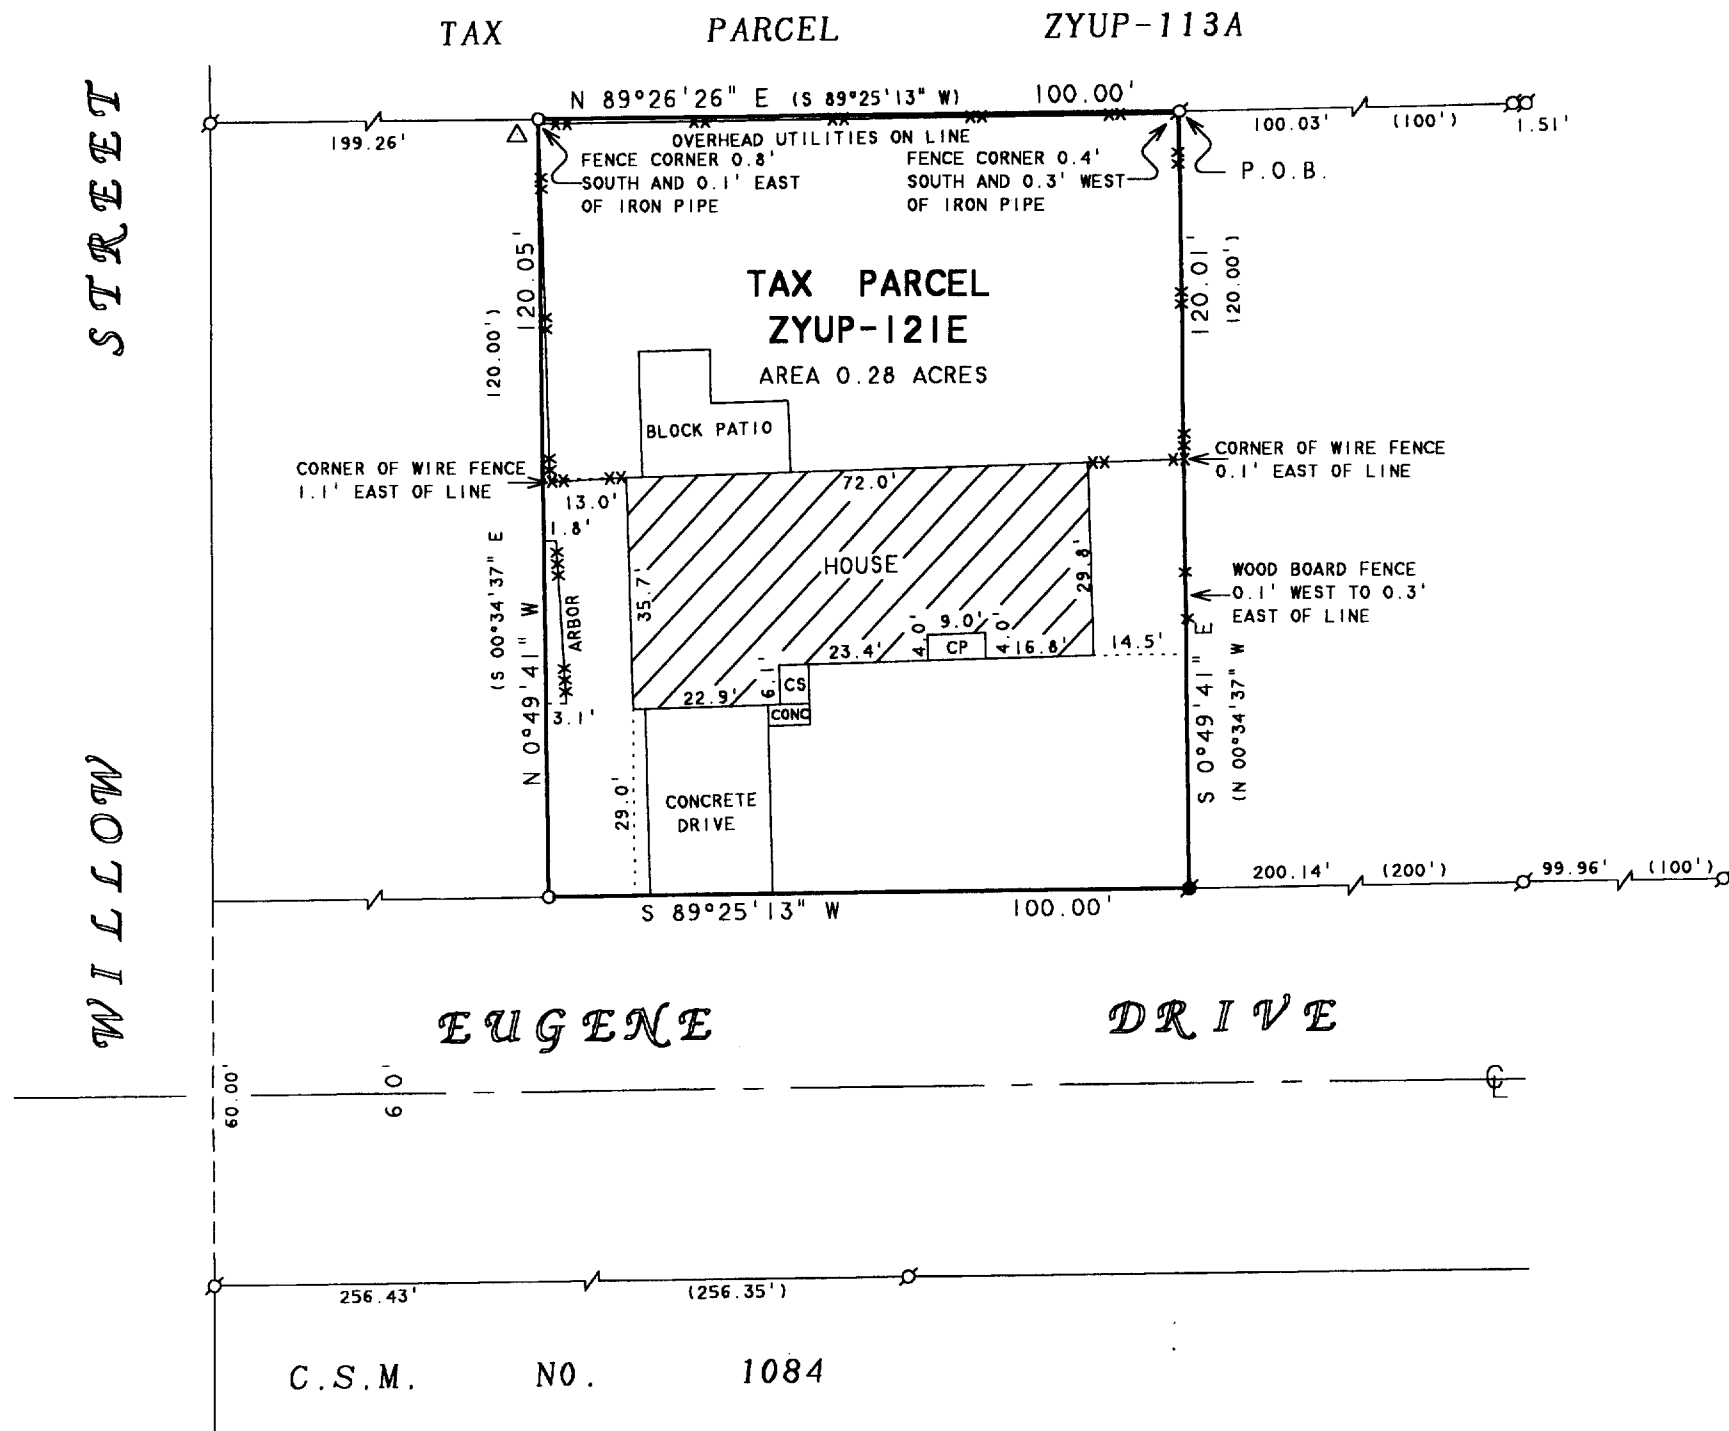 TAX PARCEL ZYUP-113A
N 89°26'26" E (S 89°25'13" W) 100.00'
199.26'
OVERHEAD UTILITIES ON LINE
100.03' (100') 1.51'
FENCE CORNER 0.8'
SOUTH AND 0.1' EAST
OF IRON PIPE
FENCE CORNER 0.4'
SOUTH AND 0.3' WEST
OF IRON PIPE
P.O.B.
WILLOW STREET
120.05'
(120.00')
120.01'
(120.00')
TAX PARCEL
ZYUP-121E
AREA 0.28 ACRES
BLOCK PATIO
CORNER OF WIRE FENCE
1.1' EAST OF LINE
CORNER OF WIRE FENCE
0.1' EAST OF LINE
13.0'
72.0'
1.8'
HOUSE
35.7'
29.8'
ARBOR
WOOD BOARD FENCE
0.1' WEST TO 0.3'
EAST OF LINE
N 0°49'41" W
(S 00°34'37" E
4.0'
9.0'
4.0'
CP
23.4'
16.8'
14.5'
6.1'
CS
22.9'
CONC
3.1'
S 0°49'41" E
(N 00°34'37" W
29.0'
CONCRETE
DRIVE
200.14' (200') 99.96' (100')
S 89°25'13" W 100.00'
EUGENE DRIVE
60.00'
60'
CL
256.43' (256.35')
C.S.M. NO. 1084